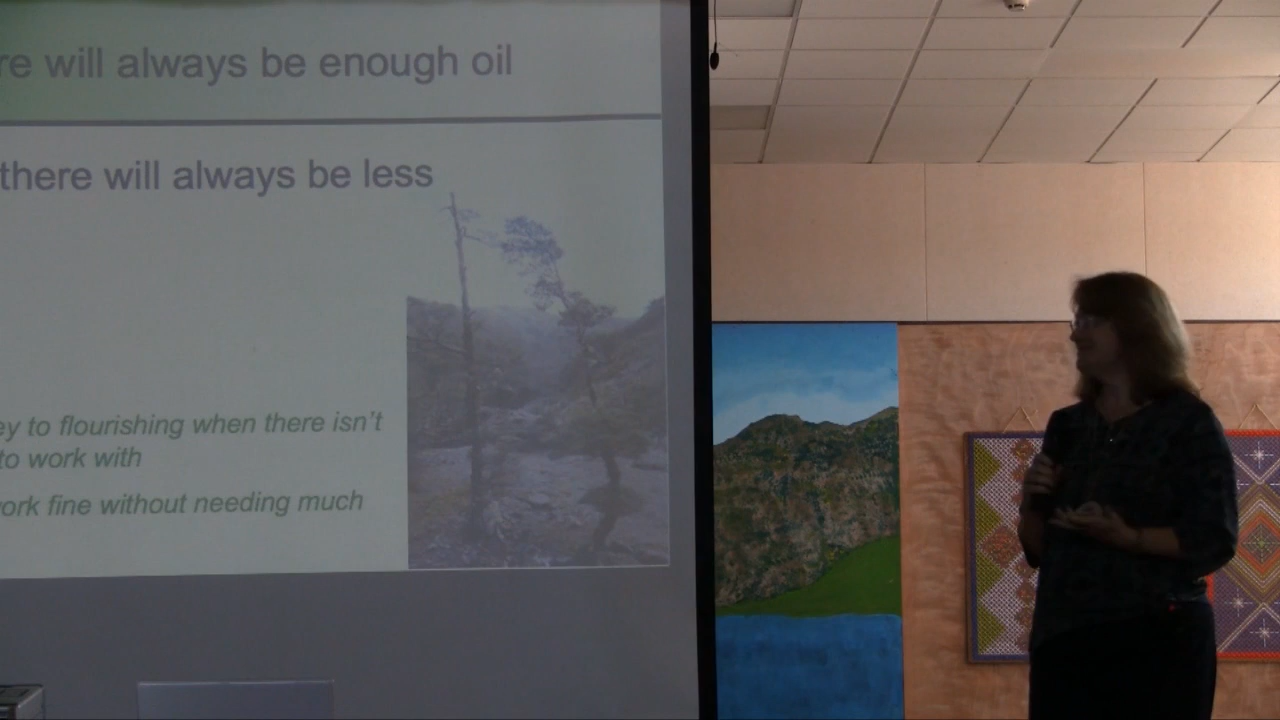 re will always be enough oil
there will always be less
ey to flourishing when there isn't
to work with
ork fine without needing much